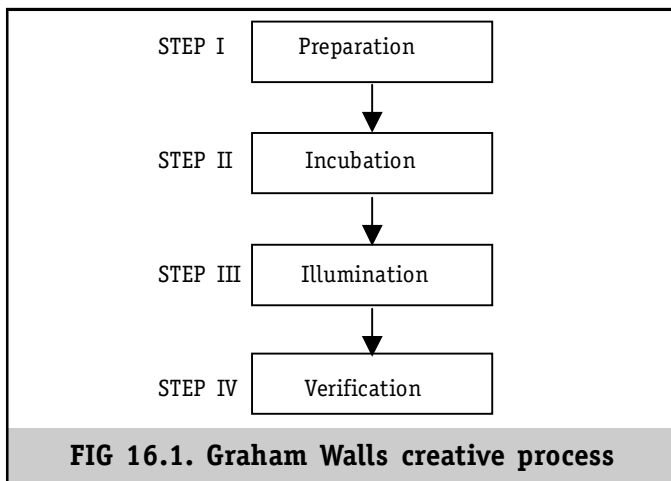 STEP I Preparation
STEP II Incubation
STEP III Illumination
STEP IV Verification
FIG 16.1. Graham Walls creative process